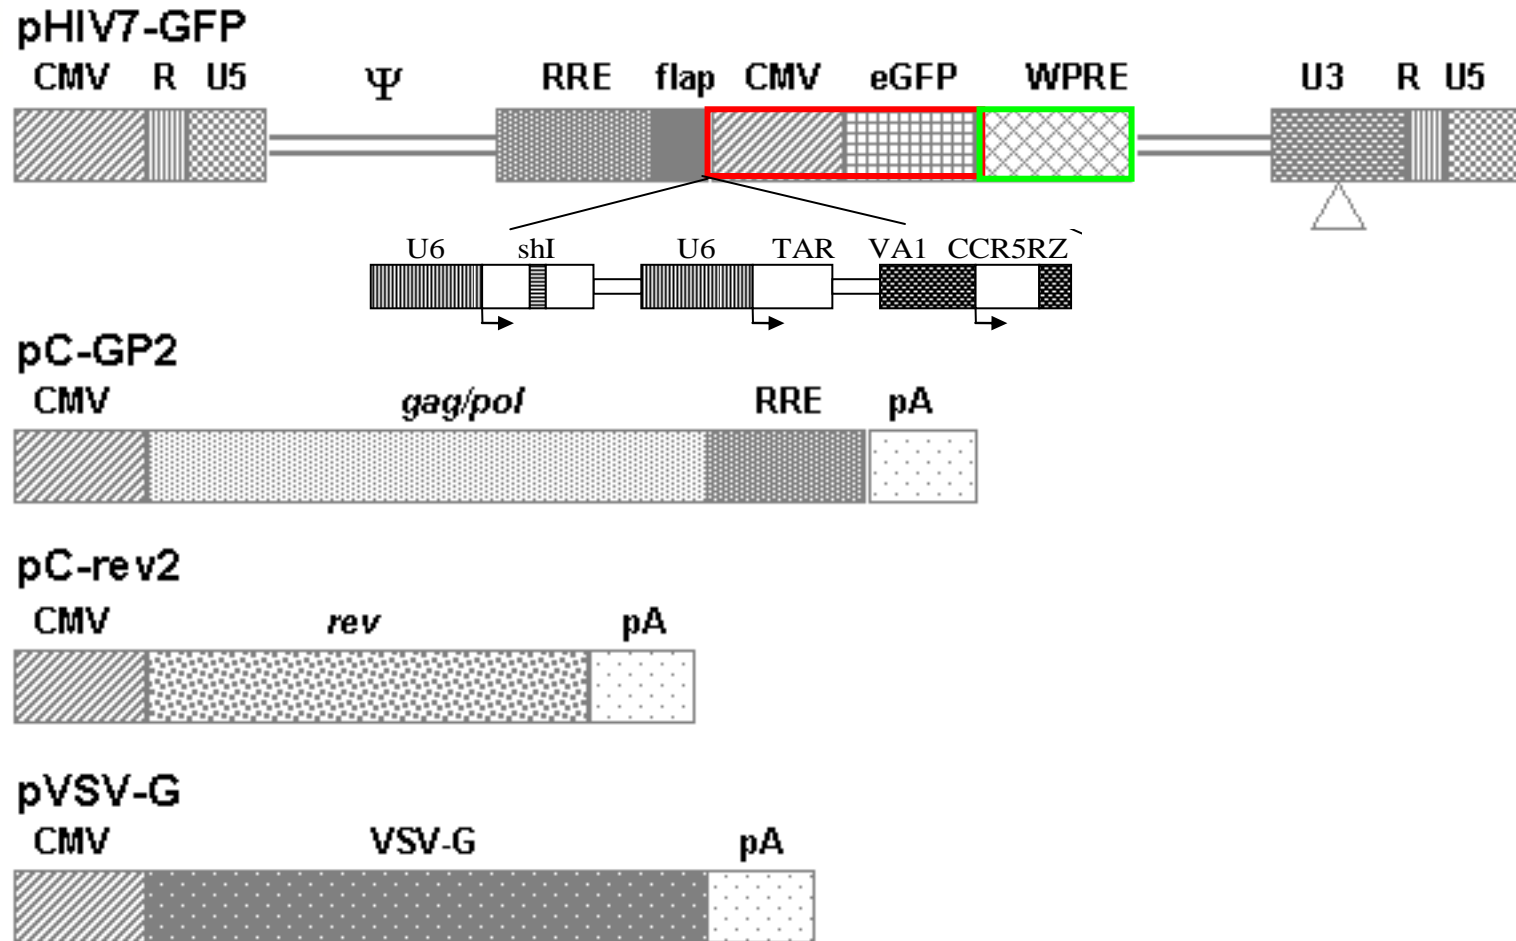 pHIV7-GFP
CMV R U5 Ψ RRE flap CMV eGFP WPRE U3 R U5
U6 shI U6 TAR VA1 CCR5RZ
pC-GP2
CMV gag/pol RRE pA
pC-rev2
CMV rev pA
pVSV-G
CMV VSV-G pA